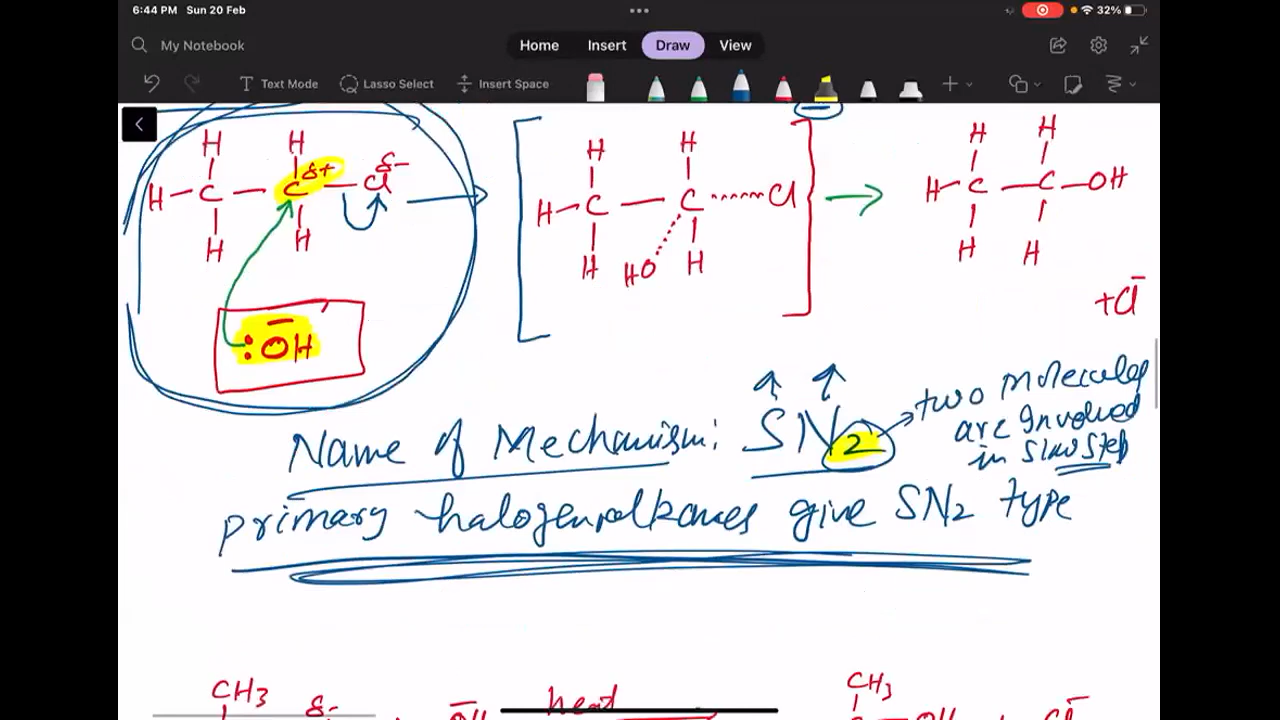 6:44 PM Sun 20 Feb
32%
My Notebook
Home Insert Draw View
Text Mode Lasso Select Insert Space
H H H H H H
H-C-C-Cl
δ+ δ-
H H
:OH
-
H-C-C......Cl
HO
H H
H-C-C-OH
H H
+Cl-
Name of Mechanism: SN2
two molecules
are involved
in slow step
primary halogenoalkanes give SN2 type
CH3 CH3
δ- heat
+ OH-
C-OH + Cl-